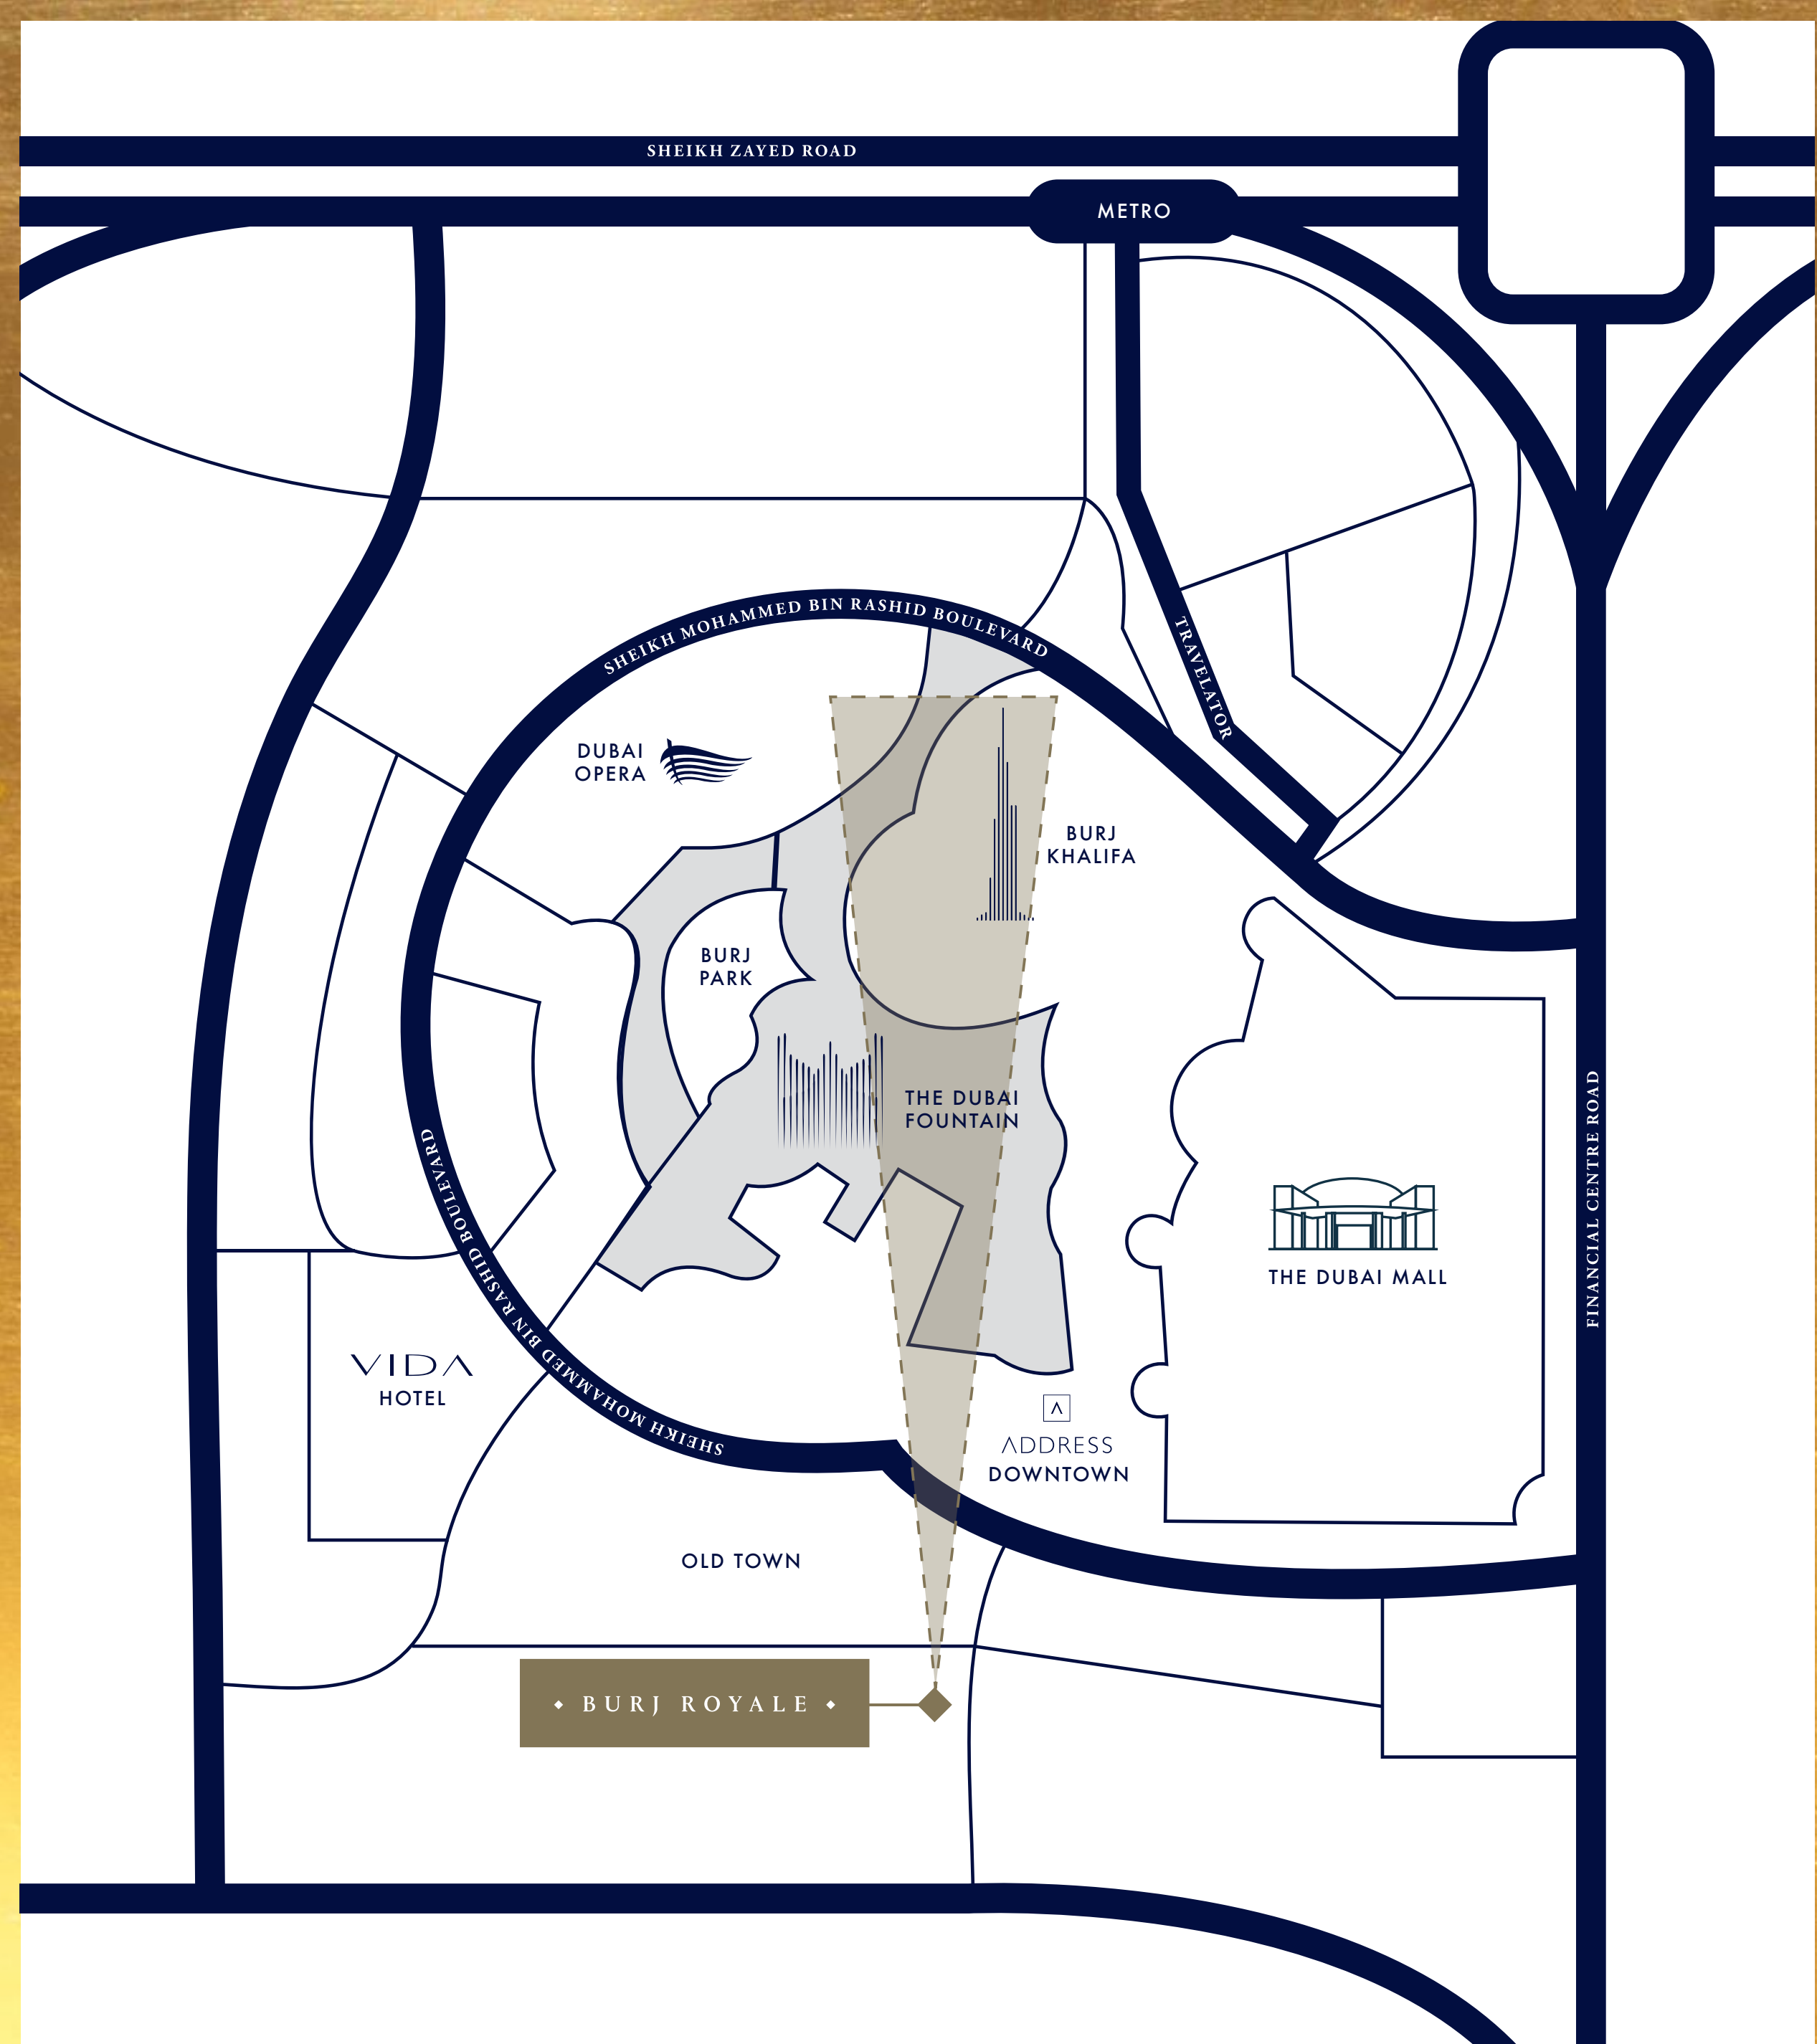 SHEIKH ZAYED ROAD
METRO
SHEIKH MOHAMMED BIN RASHID BOULEVARD
TRAVELATOR
DUBAI
OPERA
BURJ
KHALIFA
BURJ
PARK
THE DUBAI
FOUNTAIN
FINANCIAL CENTRE ROAD
THE DUBAI MALL
SHEIKH MOHAMMED BIN RASHID BOULEVARD
VIDA
HOTEL
ADDRESS
DOWNTOWN
OLD TOWN
BURJ ROYALE